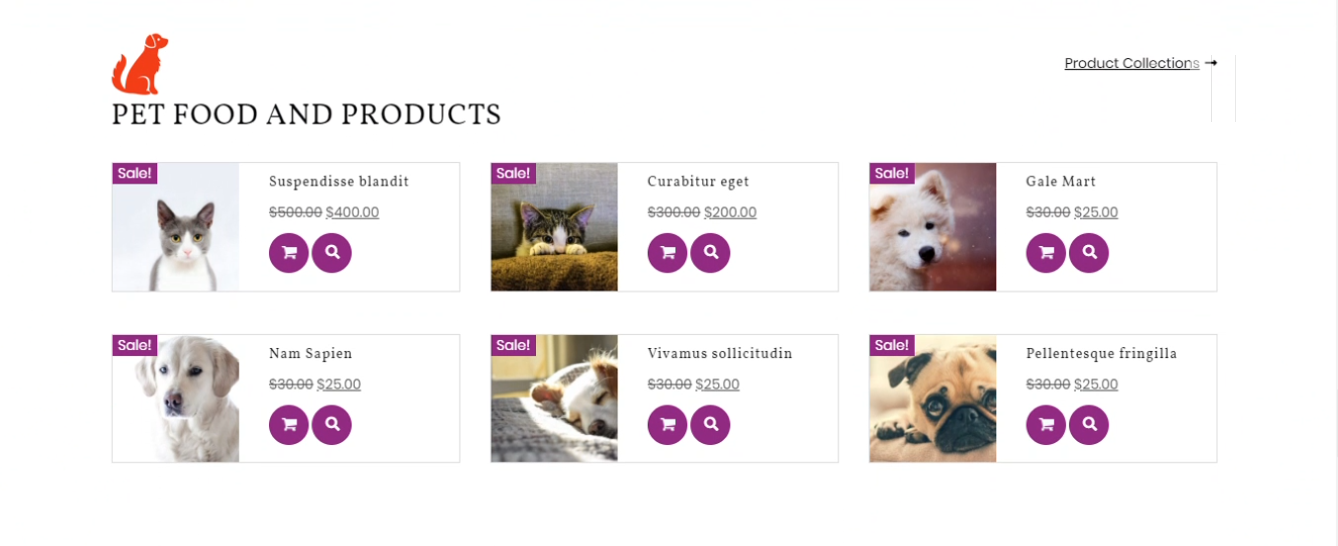 Product Collections
PET FOOD AND PRODUCTS
Sale!
Suspendisse blandit
$500.00 $400.00
Sale!
Curabitur eget
$300.00 $200.00
Sale!
Gale Mart
$30.00 $25.00
Sale!
Nam Sapien
$30.00 $25.00
Sale!
Vivamus sollicitudin
$30.00 $25.00
Sale!
Pellentesque fringilla
$30.00 $25.00